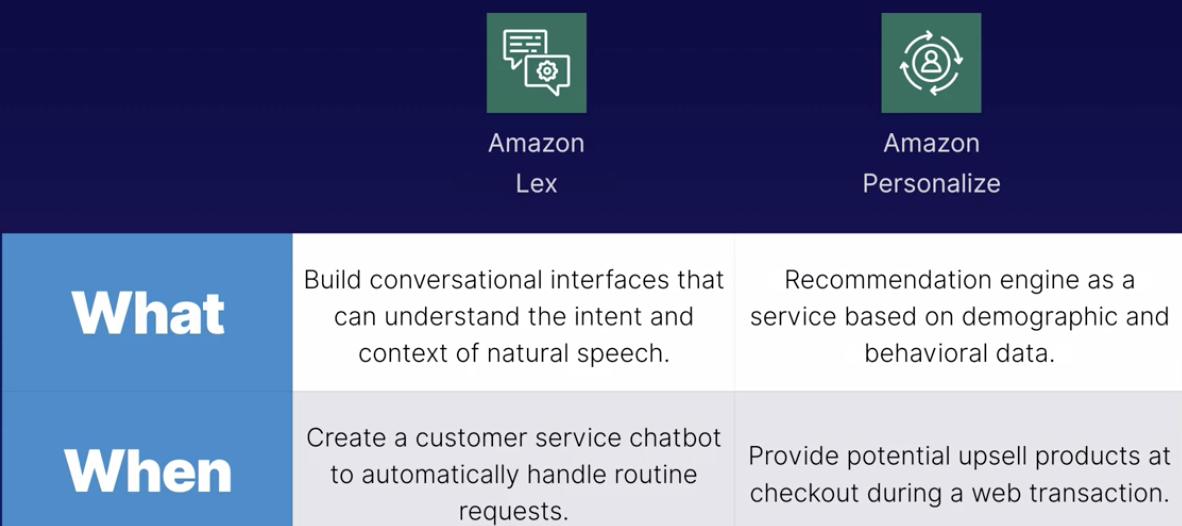 Amazon
Lex
Amazon
Personalize
What
Build conversational interfaces that
can understand the intent and
context of natural speech.
Recommendation engine as a
service based on demographic and
behavioral data.
When
Create a customer service chatbot
to automatically handle routine
requests.
Provide potential upsell products at
checkout during a web transaction.